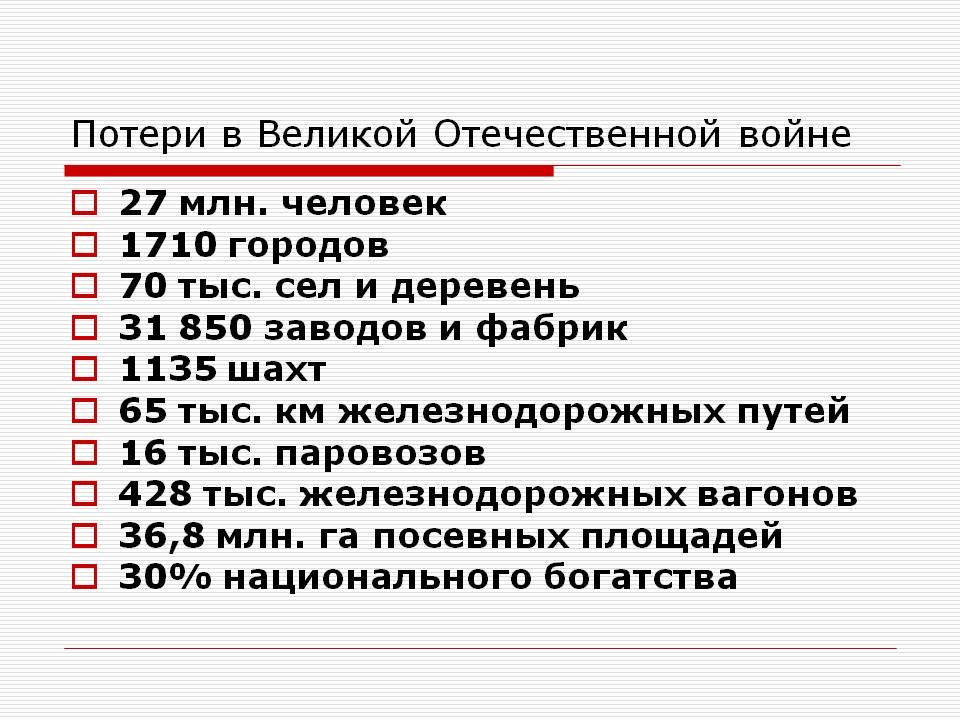 Потери в Великой Отечественной войне
27 млн. человек
1710 городов
70 тыс. сел и деревень
31 850 заводов и фабрик
1135 шахт
65 тыс. км железнодорожных путей
16 тыс. паровозов
428 тыс. железнодорожных вагонов
36,8 млн. га посевных площадей
30% национального богатства